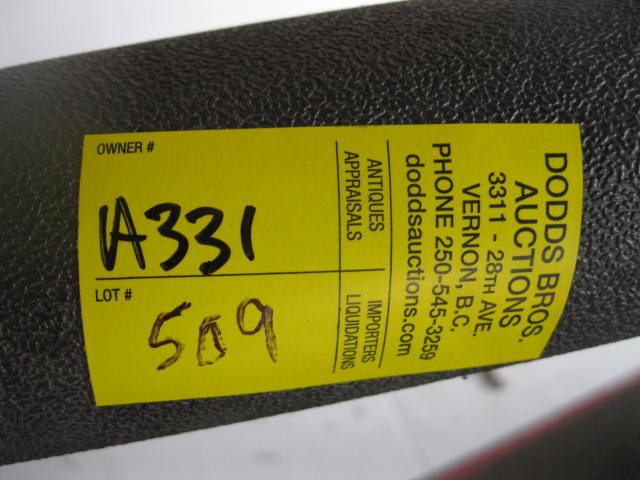 OWNER #
A331
LOT #
509
ANTIQUES
APPRAISALS
IMPORTERS
LIQUIDATIONS
DODDS BROS.
AUCTIONS
3311 - 28TH AVE.
VERNON, B.C.
PHONE 250-545-3259
doddsauctions.com